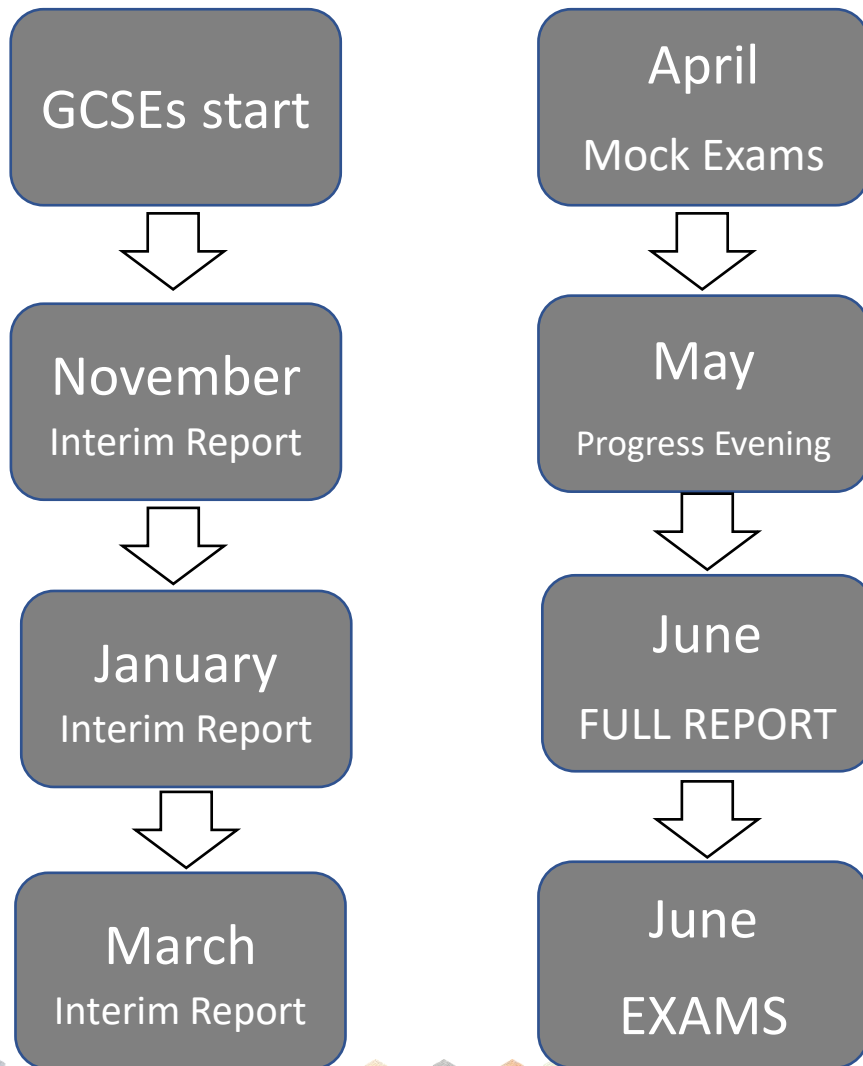 GCSEs start
November
Interim Report
January
Interim Report
March
Interim Report
April
Mock Exams
May
Progress Evening
June
FULL REPORT
June
EXAMS